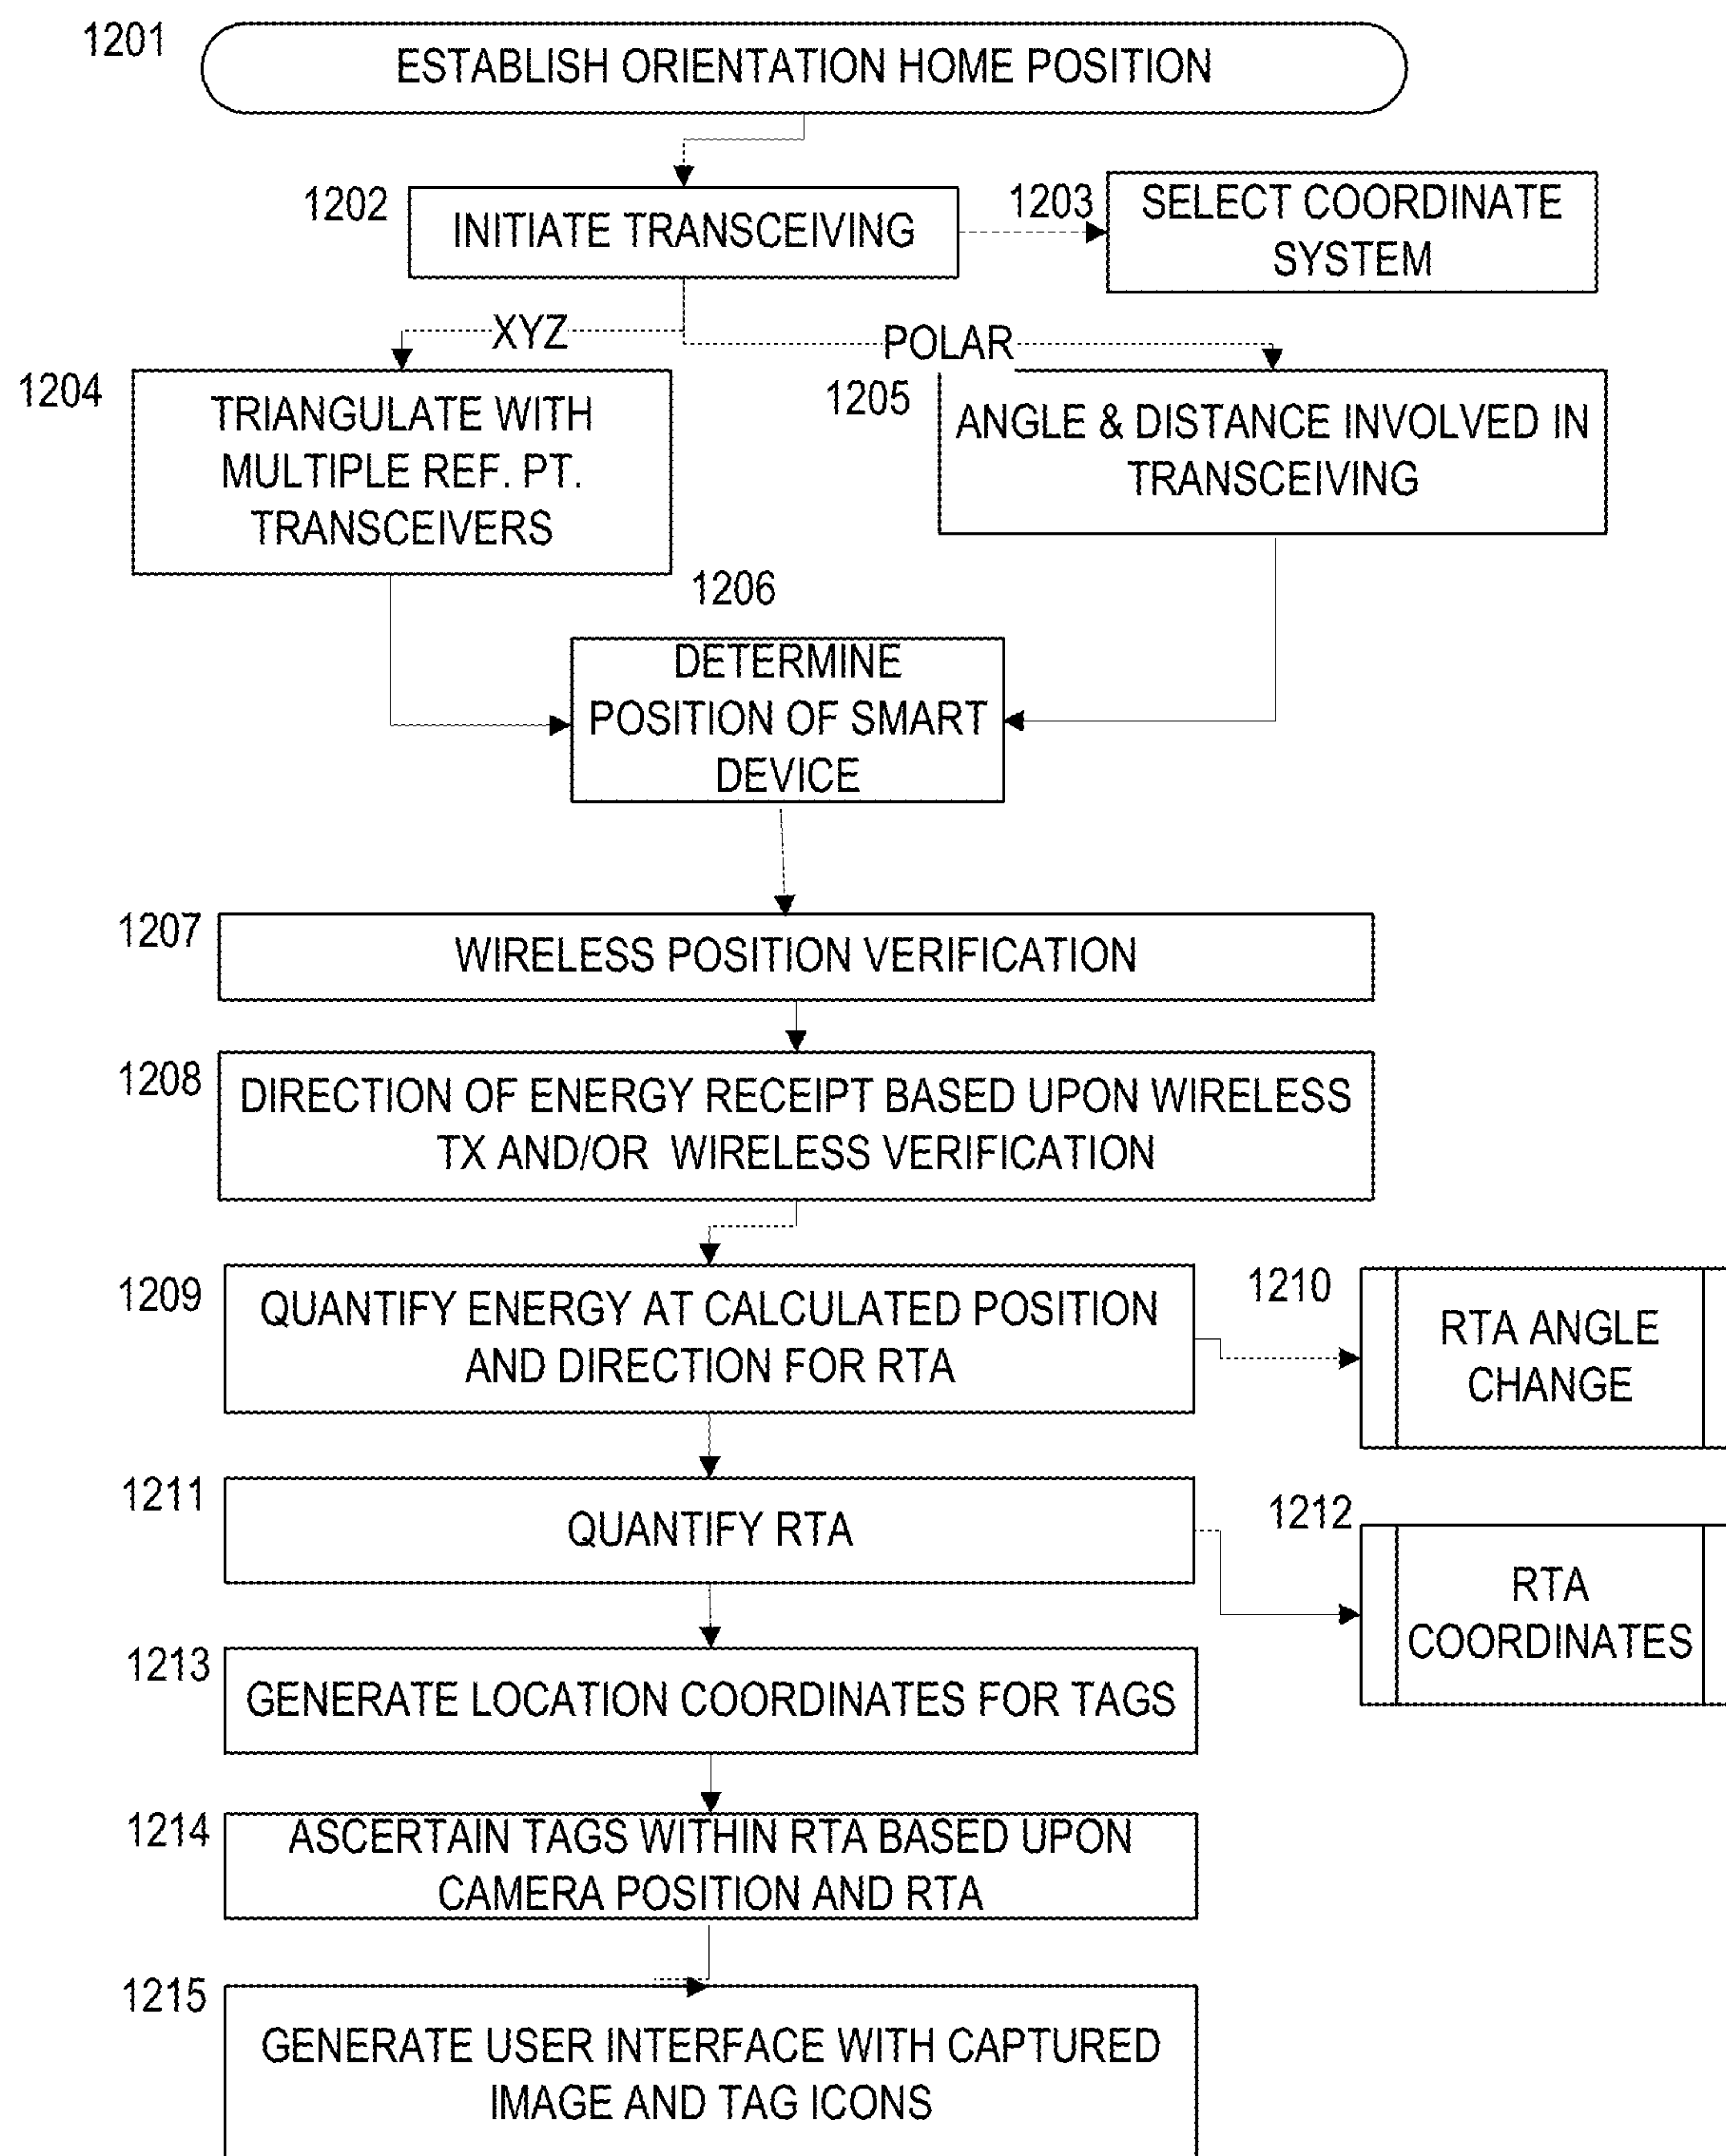 1201
ESTABLISH ORIENTATION HOME POSITION
1202
INITIATE TRANSCEIVING
1203
SELECT COORDINATE
SYSTEM
XYZ
POLAR
1204
TRIANGULATE WITH
MULTIPLE REF. PT.
TRANSCEIVERS
1205
ANGLE & DISTANCE INVOLVED IN
TRANSCEIVING
1206
DETERMINE
POSITION OF SMART
DEVICE
1207
WIRELESS POSITION VERIFICATION
1208
DIRECTION OF ENERGY RECEIPT BASED UPON WIRELESS
TX AND/OR WIRELESS VERIFICATION
1209
QUANTIFY ENERGY AT CALCULATED POSITION
AND DIRECTION FOR RTA
1210
RTA ANGLE
CHANGE
1211
QUANTIFY RTA
1212
RTA
COORDINATES
1213
GENERATE LOCATION COORDINATES FOR TAGS
1214
ASCERTAIN TAGS WITHIN RTA BASED UPON
CAMERA POSITION AND RTA
1215
GENERATE USER INTERFACE WITH CAPTURED
IMAGE AND TAG ICONS